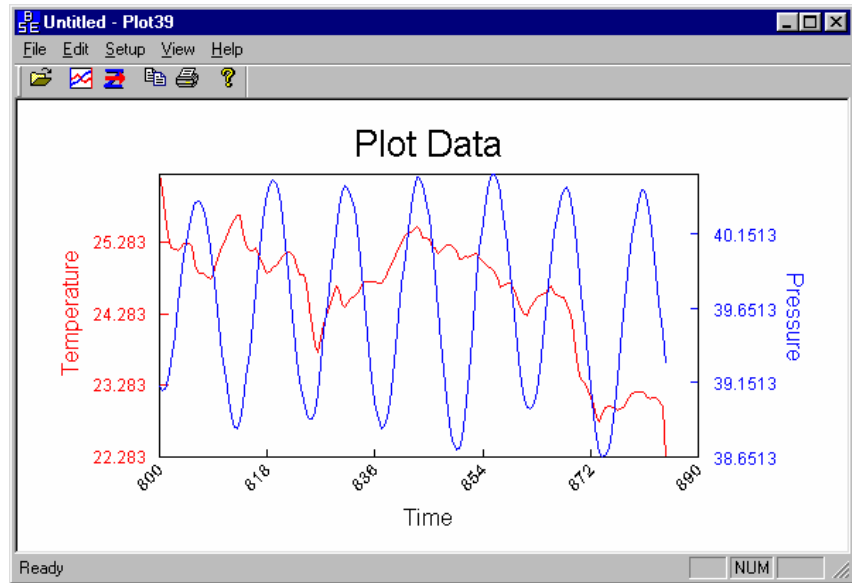 BSE Untitled - Plot39
File Edit Setup View Help
Plot Data
Temperature
25.283
24.283
23.283
22.283
40.1513
39.6513
39.1513
38.6513
Pressure
800 818 836 854 872 890
Time
Ready NUM